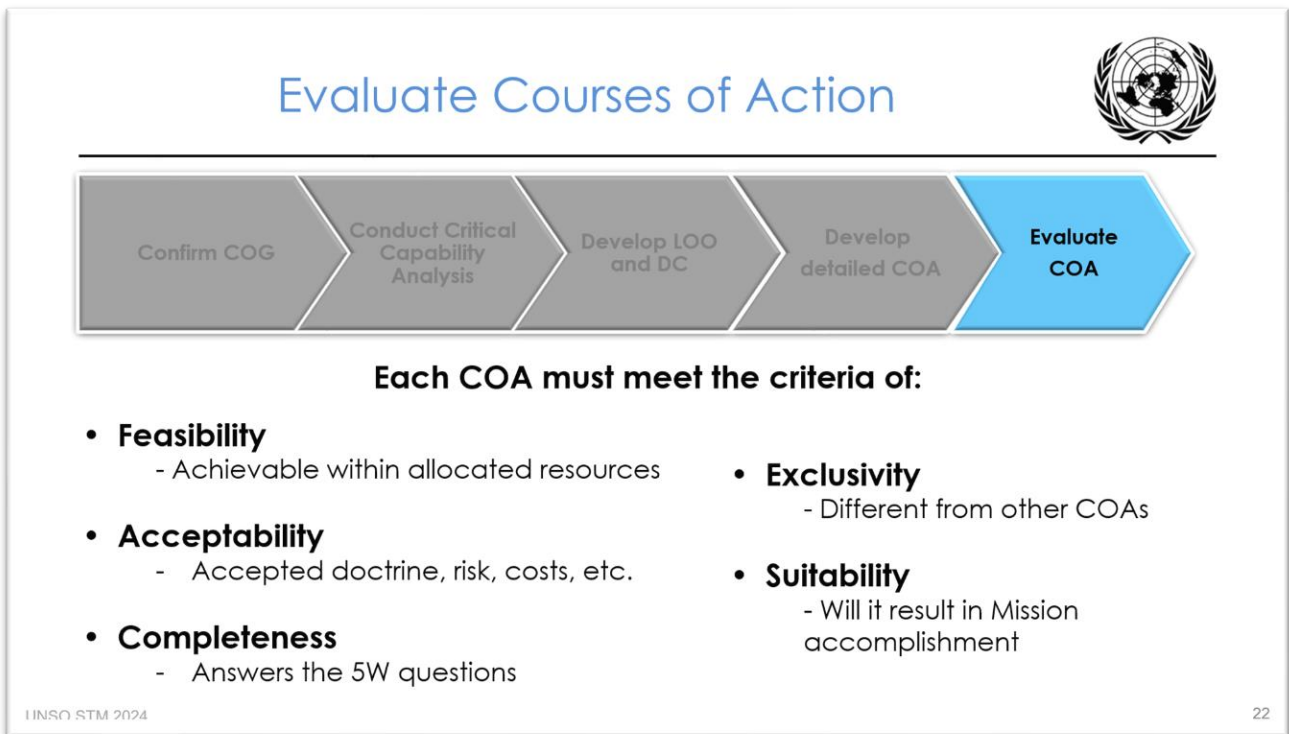 Evaluate Courses of Action
Confirm COG
Conduct Critical
Capability
Analysis
Develop LOO
and DC
Develop
detailed COA
Evaluate
COA
Each COA must meet the criteria of:
• Feasibility
- Achievable within allocated resources
• Acceptability
- Accepted doctrine, risk, costs, etc.
• Completeness
- Answers the 5W questions
• Exclusivity
- Different from other COAs
• Suitability
- Will it result in Mission
accomplishment
UNSO STM 2024
22